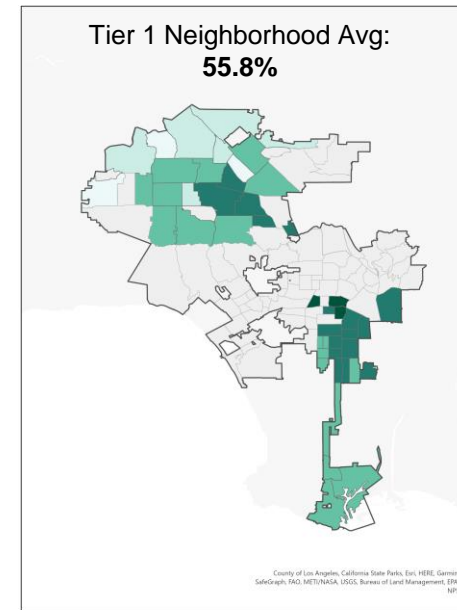 Tier 1 Neighborhood Avg:
55.8%
County of Los Angeles, California State Parks, Esri, HERE, Garmin
SafeGraph, FAO, METI/NASA, USGS, Bureau of Land Management, EPA
NPS